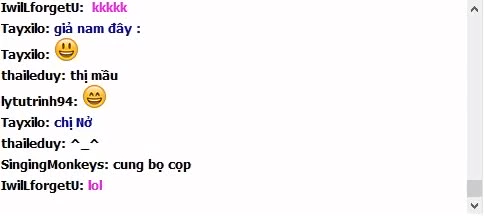 IwilLforgetU: kkkkk
Tayxilo: giả nam đây :
Tayxilo: 😃
thaileduy: thị mầu
lytutrinh94: 😄
Tayxilo: chị Nở
thaileduy: ^_^
SingingMonkeys: cung bọ cọp
IwilLforgetU: lol